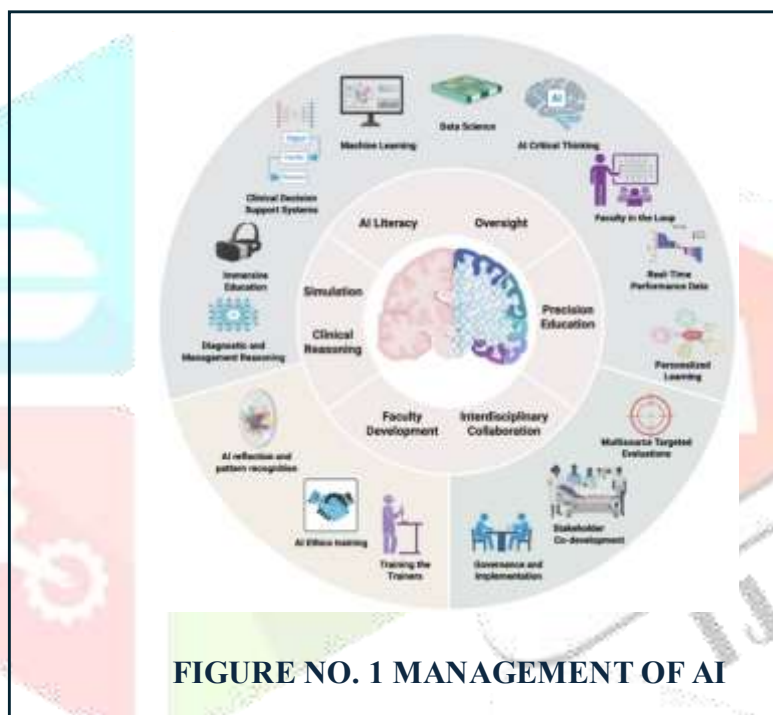 Machine Learning
Data Science
AI
AI Critical Thinking
Clinical Decision
Support Systems
Faculty in the Loop
AI Literacy
Oversight
Immersive
Education
Real-Time
Performance Data
Simulation
Precision
Education
Clinical
Reasoning
Diagnostic and
Management Reasoning
Personalized
Learning
Faculty
Development
Interdisciplinary
Collaboration
Multisource Targeted
Evaluations
AI reflection and
pattern recognition
Stakeholder
Co-development
AI Ethics training
Training the
Trainers
Governance and
Implementation
IJ
FIGURE NO. 1 MANAGEMENT OF AI